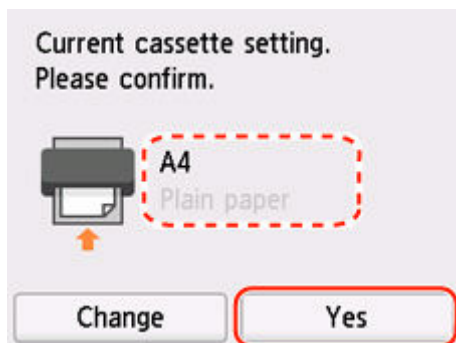 Current cassette setting.
Please confirm.
A4
Plain paper
Change
Yes